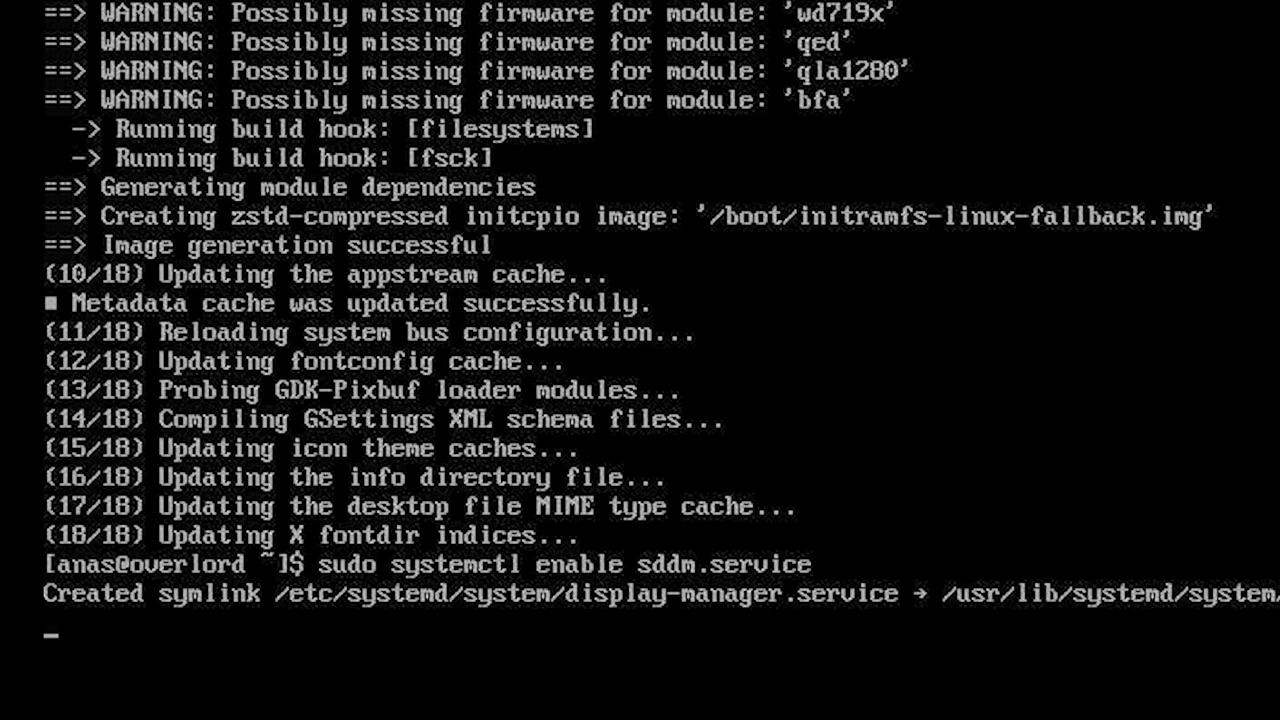 ==> WARNING: Possibly missing firmware for module: 'wd719x'
==> WARNING: Possibly missing firmware for module: 'qed'
==> WARNING: Possibly missing firmware for module: 'qla1280'
==> WARNING: Possibly missing firmware for module: 'bfa'
  -> Running build hook: [filesystems]
  -> Running build hook: [fsck]
==> Generating module dependencies
==> Creating zstd-compressed initcpio image: '/boot/initramfs-linux-fallback.img'
==> Image generation successful
(10/18) Updating the appstream cache...
■ Metadata cache was updated successfully.
(11/18) Reloading system bus configuration...
(12/18) Updating fontconfig cache...
(13/18) Probing GDK-Pixbuf loader modules...
(14/18) Compiling GSettings XML schema files...
(15/18) Updating icon theme caches...
(16/18) Updating the info directory file...
(17/18) Updating the desktop file MIME type cache...
(18/18) Updating X fontdir indices...
[anas@overlord ~]$ sudo systemctl enable sddm.service
Created symlink /etc/systemd/system/display-manager.service → /usr/lib/systemd/system/
_